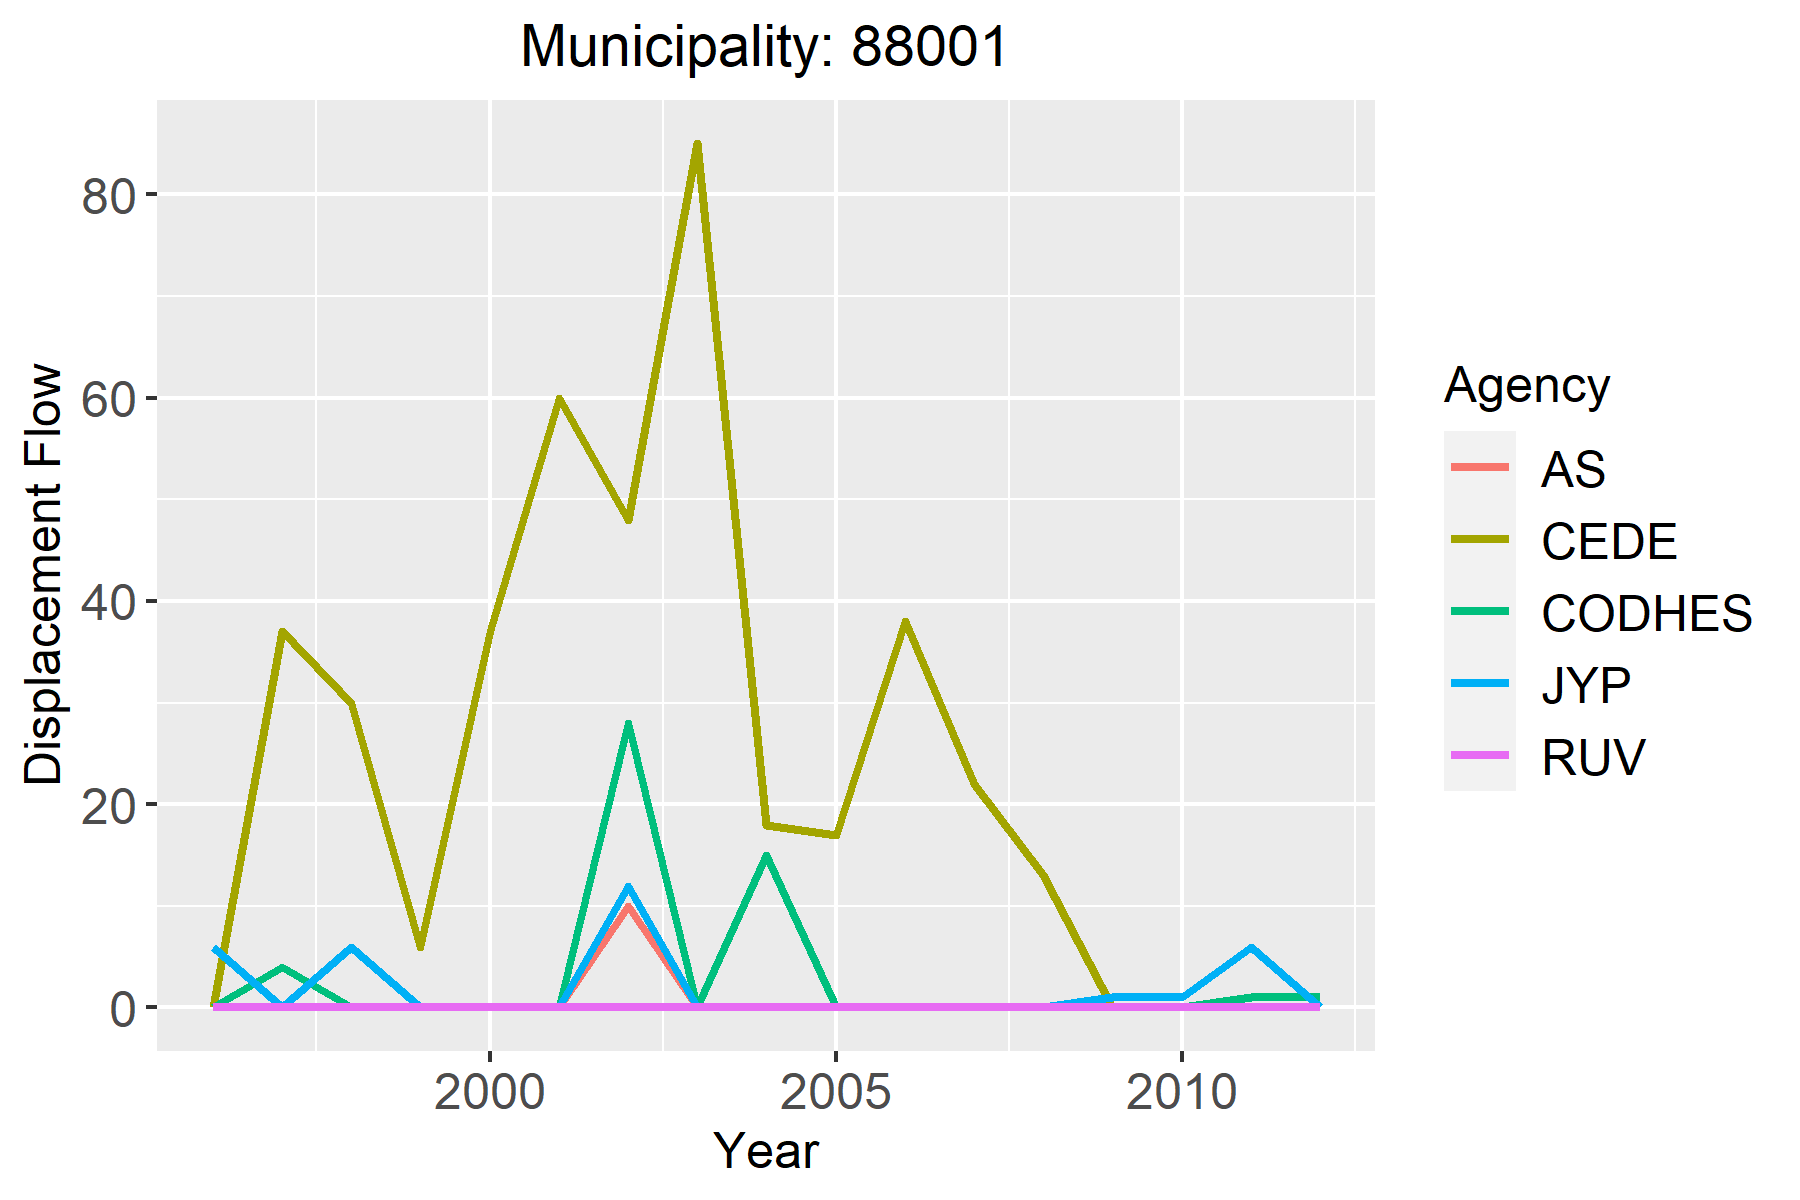 Municipality: 88001
Displacement Flow
80
60
40
20
0
2000 2005 2010
Year
Agency
AS
CEDE
CODHES
JYP
RUV